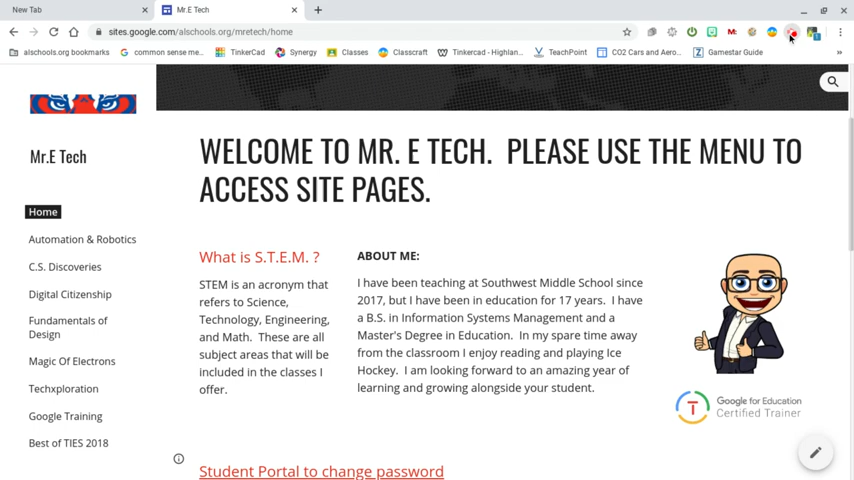 New Tab
Mr.E Tech
sites.google.com/alschools.org/mretech/home
alschools.org bookmarks
common sense me...
TinkerCad
Synergy
Classes
Classcraft
Tinkercad - Highlan...
TeachPoint
CO2 Cars and Aero...
Gamestar Guide
Mr.E Tech
Home
Automation & Robotics
C.S. Discoveries
Digital Citizenship
Fundamentals of
Design
Magic Of Electrons
Techxploration
Google Training
Best of TIES 2018
WELCOME TO MR. E TECH. PLEASE USE THE MENU TO
ACCESS SITE PAGES.
What is S.T.E.M. ?
STEM is an acronym that
refers to Science,
Technology, Engineering,
and Math. These are all
subject areas that will be
included in the classes I
offer.
ABOUT ME:
I have been teaching at Southwest Middle School since
2017, but I have been in education for 17 years. I have
a B.S. in Information Systems Management and a
Master's Degree in Education. In my spare time away
from the classroom I enjoy reading and playing Ice
Hockey. I am looking forward to an amazing year of
learning and growing alongside your student.
T
Google for Education
Certified Trainer
Student Portal to change password